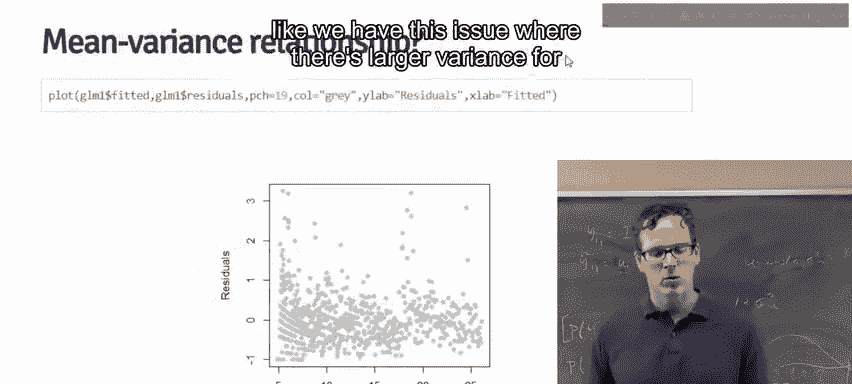 Mean-variance relationship?
like we have this issue where
there's larger variance for
plot(glm1$fitted,glm1$residuals,pch=19,col="grey",ylab="Residuals",xlab="Fitted")
Residuals
3
2
1
0
-1
5
10
15
20
25